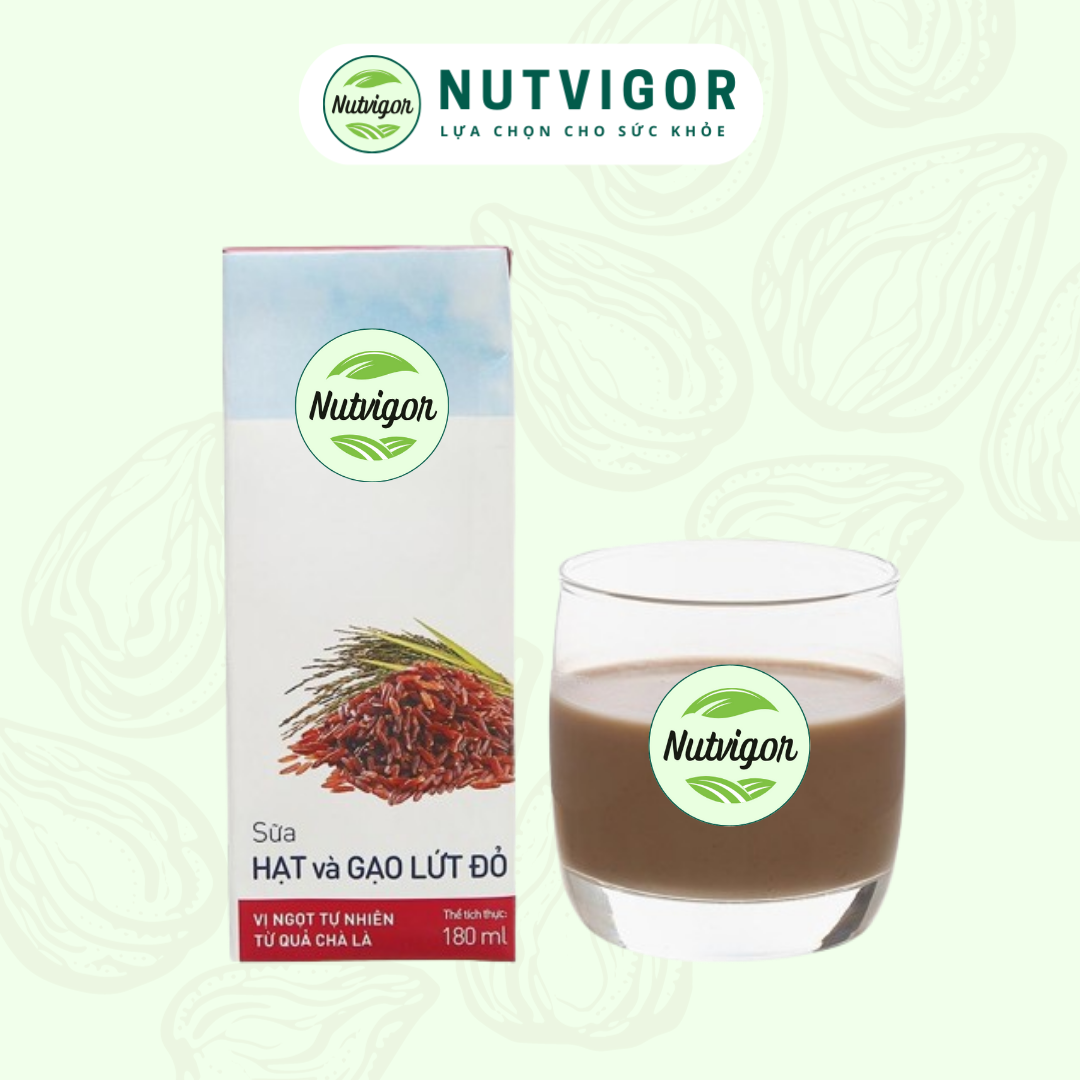 Nutvigor
NUTVIGOR
LỰA CHỌN CHO SỨC KHỎE
Nutvigor
Sữa
HẠT và GẠO LỨT ĐỎ
VỊ NGỌT TỰ NHIÊN
TỪ QUẢ CHÀ LÀ
Thể tích thực:
180 ml
Nutvigor